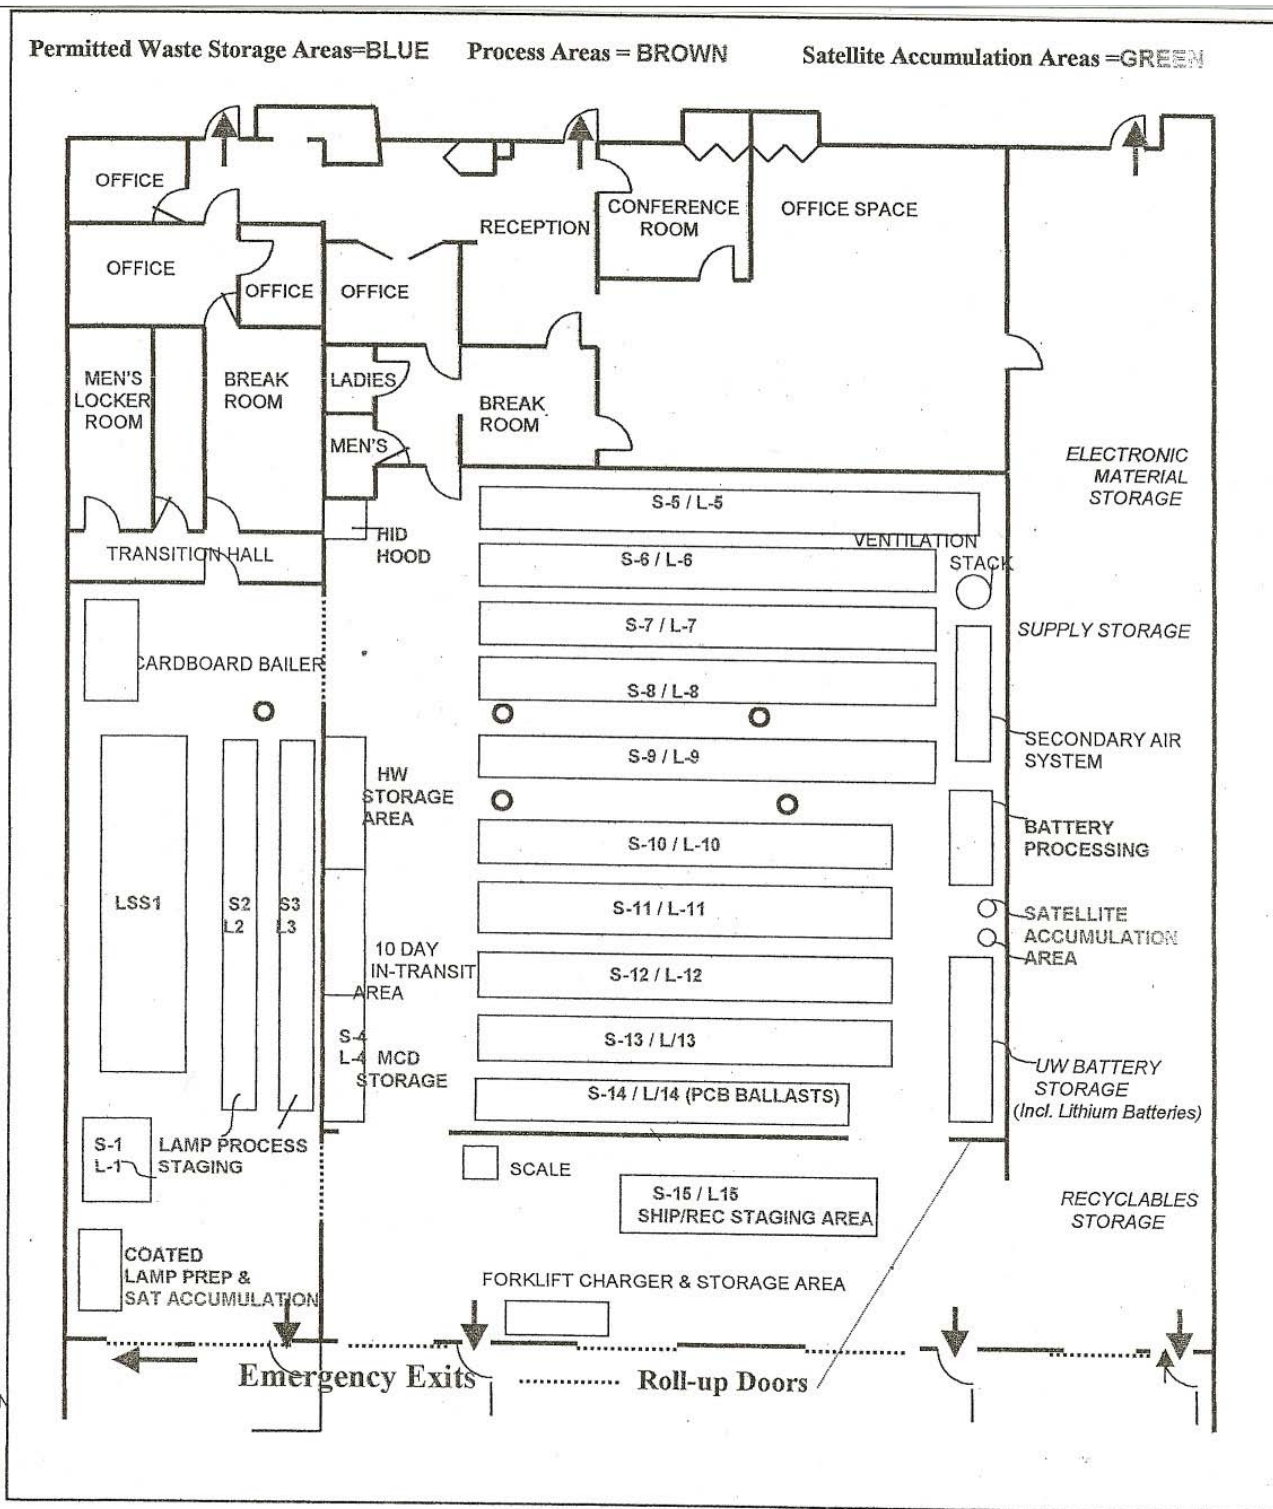 Permitted Waste Storage Areas=BLUE Process Areas = BROWN Satellite Accumulation Areas =GREEN
OFFICE
RECEPTION
CONFERENCE
ROOM
OFFICE SPACE
OFFICE
OFFICE
OFFICE
MEN'S
LOCKER
ROOM
BREAK
ROOM
LADIES
MEN'S
BREAK
ROOM
ELECTRONIC
MATERIAL
STORAGE
TRANSITION HALL
HID
HOOD
S-5 / L-5
VENTILATION
STACK
S-6 / L-6
S-7 / L-7
SUPPLY STORAGE
CARDBOARD BAILER
S-8 / L-8
S-9 / L-9
SECONDARY AIR
SYSTEM
HW
STORAGE
AREA
S-10 / L-10
BATTERY
PROCESSING
LSS1
S2
L2
S3
L3
S-11 / L-11
SATELLITE
ACCUMULATION
AREA
10 DAY
IN-TRANSIT
AREA
S-12 / L-12
S-4
L-4 MCD
STORAGE
S-13 / L/13
UW BATTERY
STORAGE
(Incl. Lithium Batteries)
S-14 / L/14 (PCB BALLASTS)
S-1
L-1
LAMP PROCESS
STAGING
SCALE
S-15 / L15
SHIP/REC STAGING AREA
RECYCLABLES
STORAGE
COATED
LAMP PREP &
SAT ACCUMULATION
FORKLIFT CHARGER & STORAGE AREA
Emergency Exits
Roll-up Doors